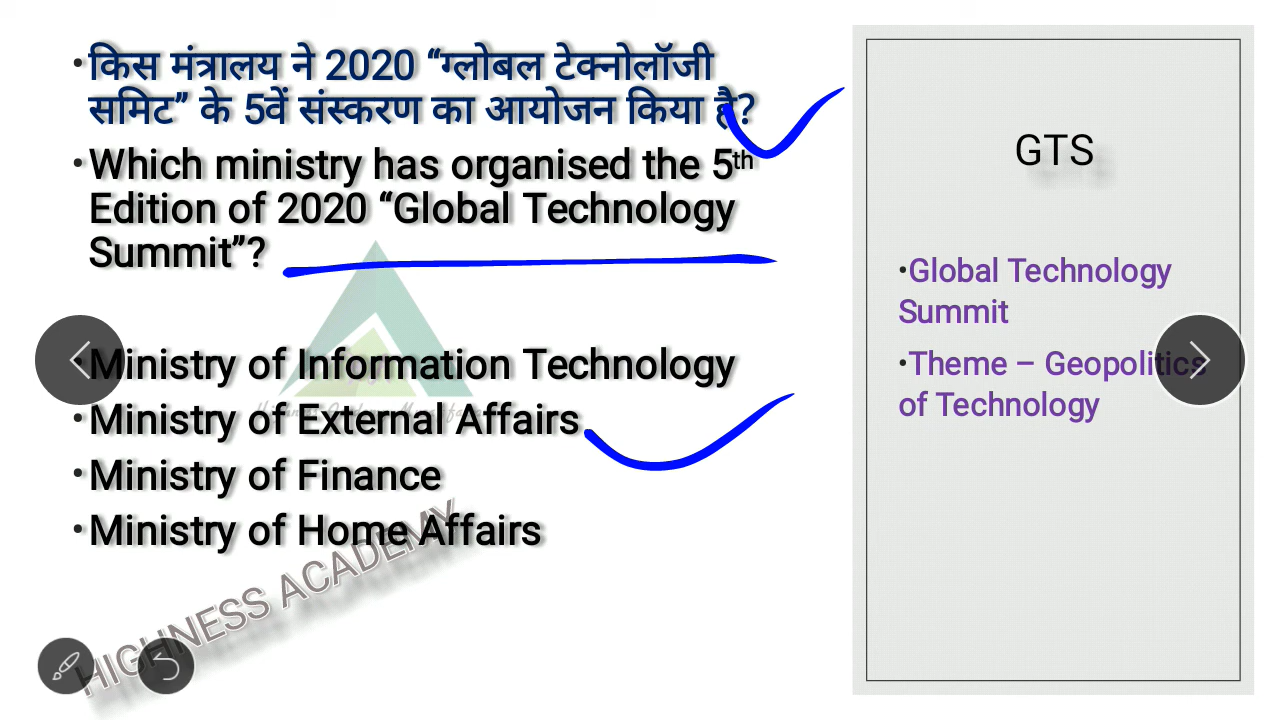 •किस मंत्रालय ने 2020 “ग्लोबल टेक्नोलॉजी
समिट” के 5वें संस्करण का आयोजन किया है?
•Which ministry has organised the 5th
Edition of 2020 “Global Technology
Summit”?
•Ministry of Information Technology
•Ministry of External Affairs
•Ministry of Finance
•Ministry of Home Affairs
HIGHNESS ACADEMY
GTS
•Global Technology
Summit
•Theme – Geopolitics
of Technology